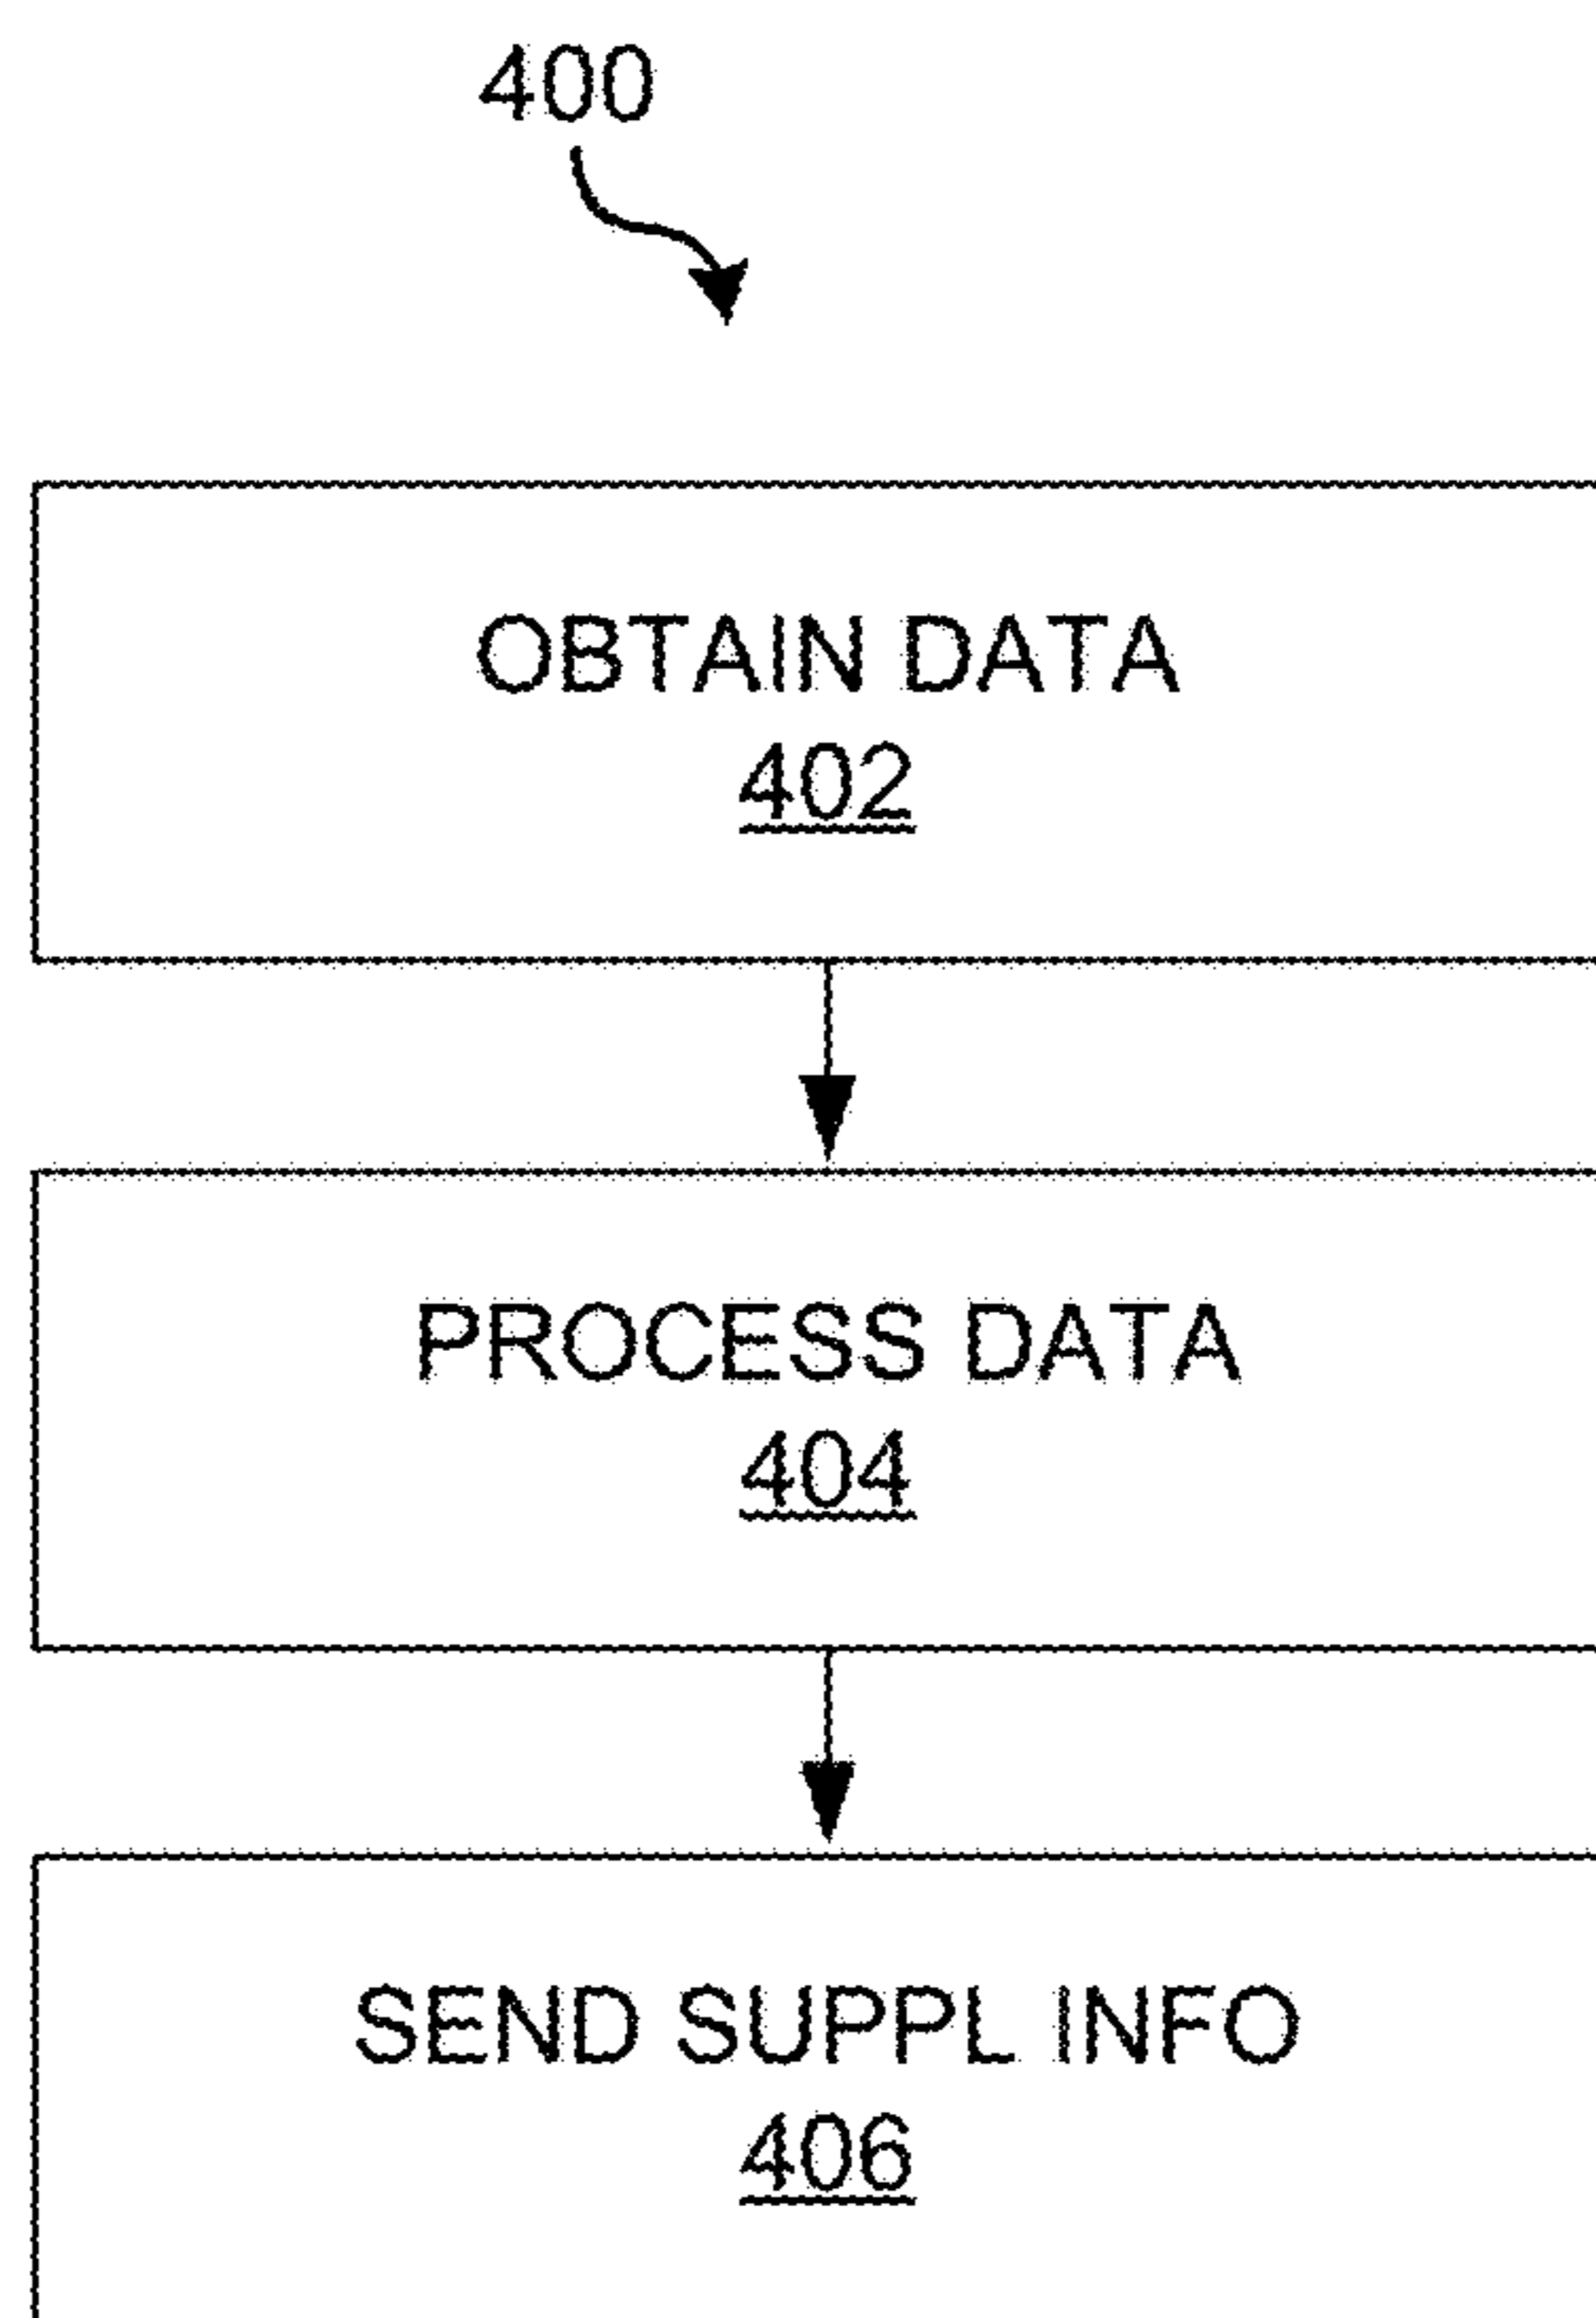 400
OBTAIN DATA
402
PROCESS DATA
404
SEND SUPPL INFO
406